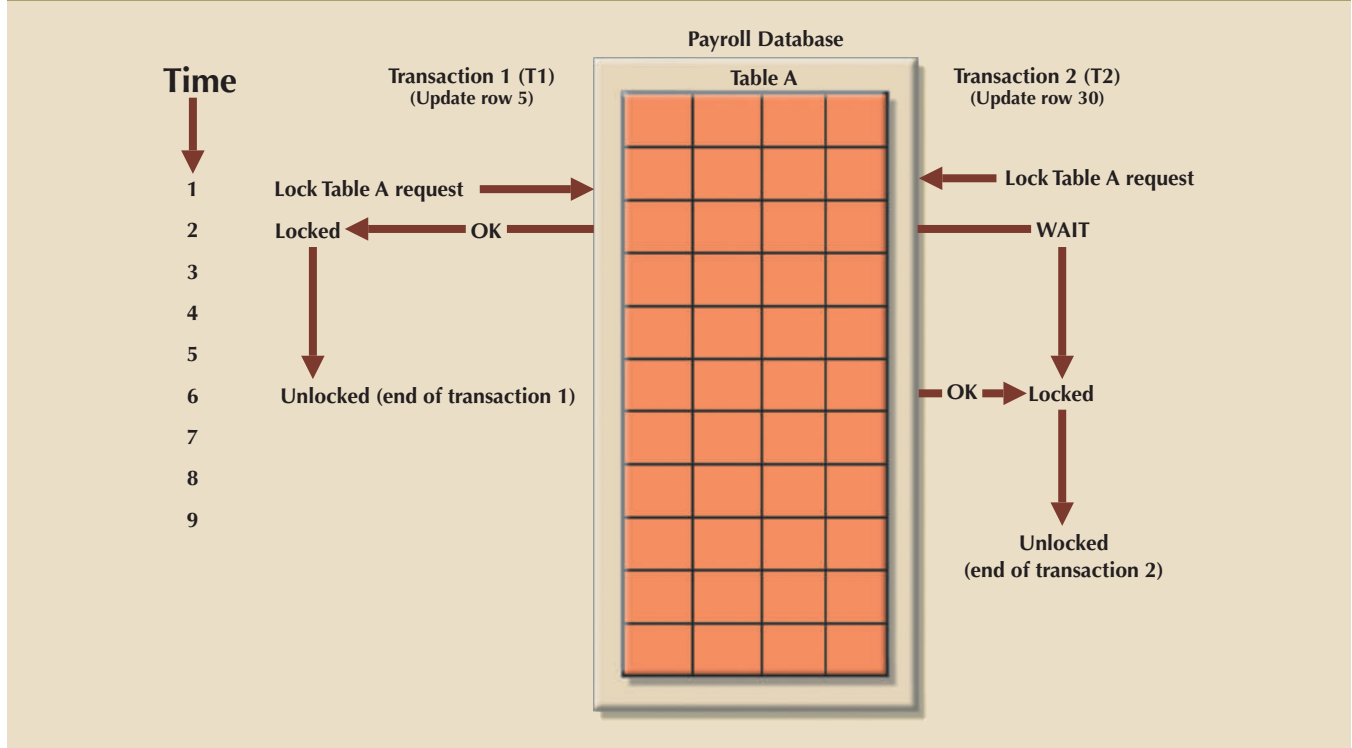 Payroll Database
Time
Transaction 1 (T1)
(Update row 5)
Table A
Transaction 2 (T2)
(Update row 30)
1
Lock Table A request
Lock Table A request
2
Locked
OK
WAIT
3
4
5
6
Unlocked (end of transaction 1)
OK
Locked
7
8
9
Unlocked
(end of transaction 2)